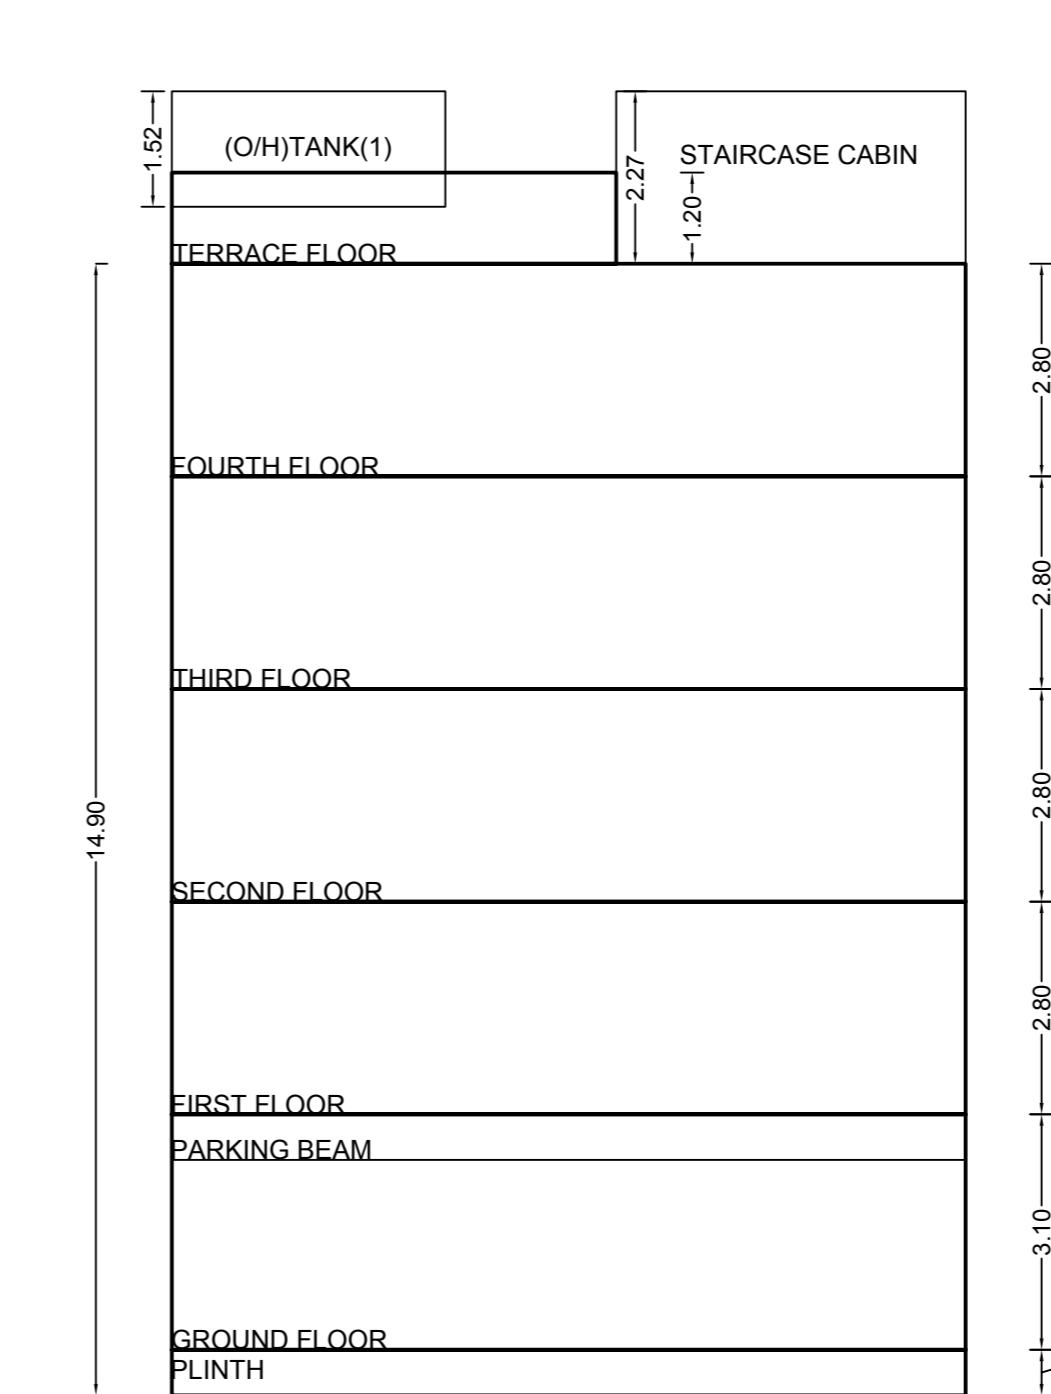 (O/H)TANK(1)
STAIRCASE CABIN
1.52
2.27
1.20
TERRACE FLOOR
2.80
FOURTH FLOOR
2.80
THIRD FLOOR
2.80
14.90
SECOND FLOOR
2.80
FIRST FLOOR
PARKING BEAM
3.10
GROUND FLOOR
PLINTH